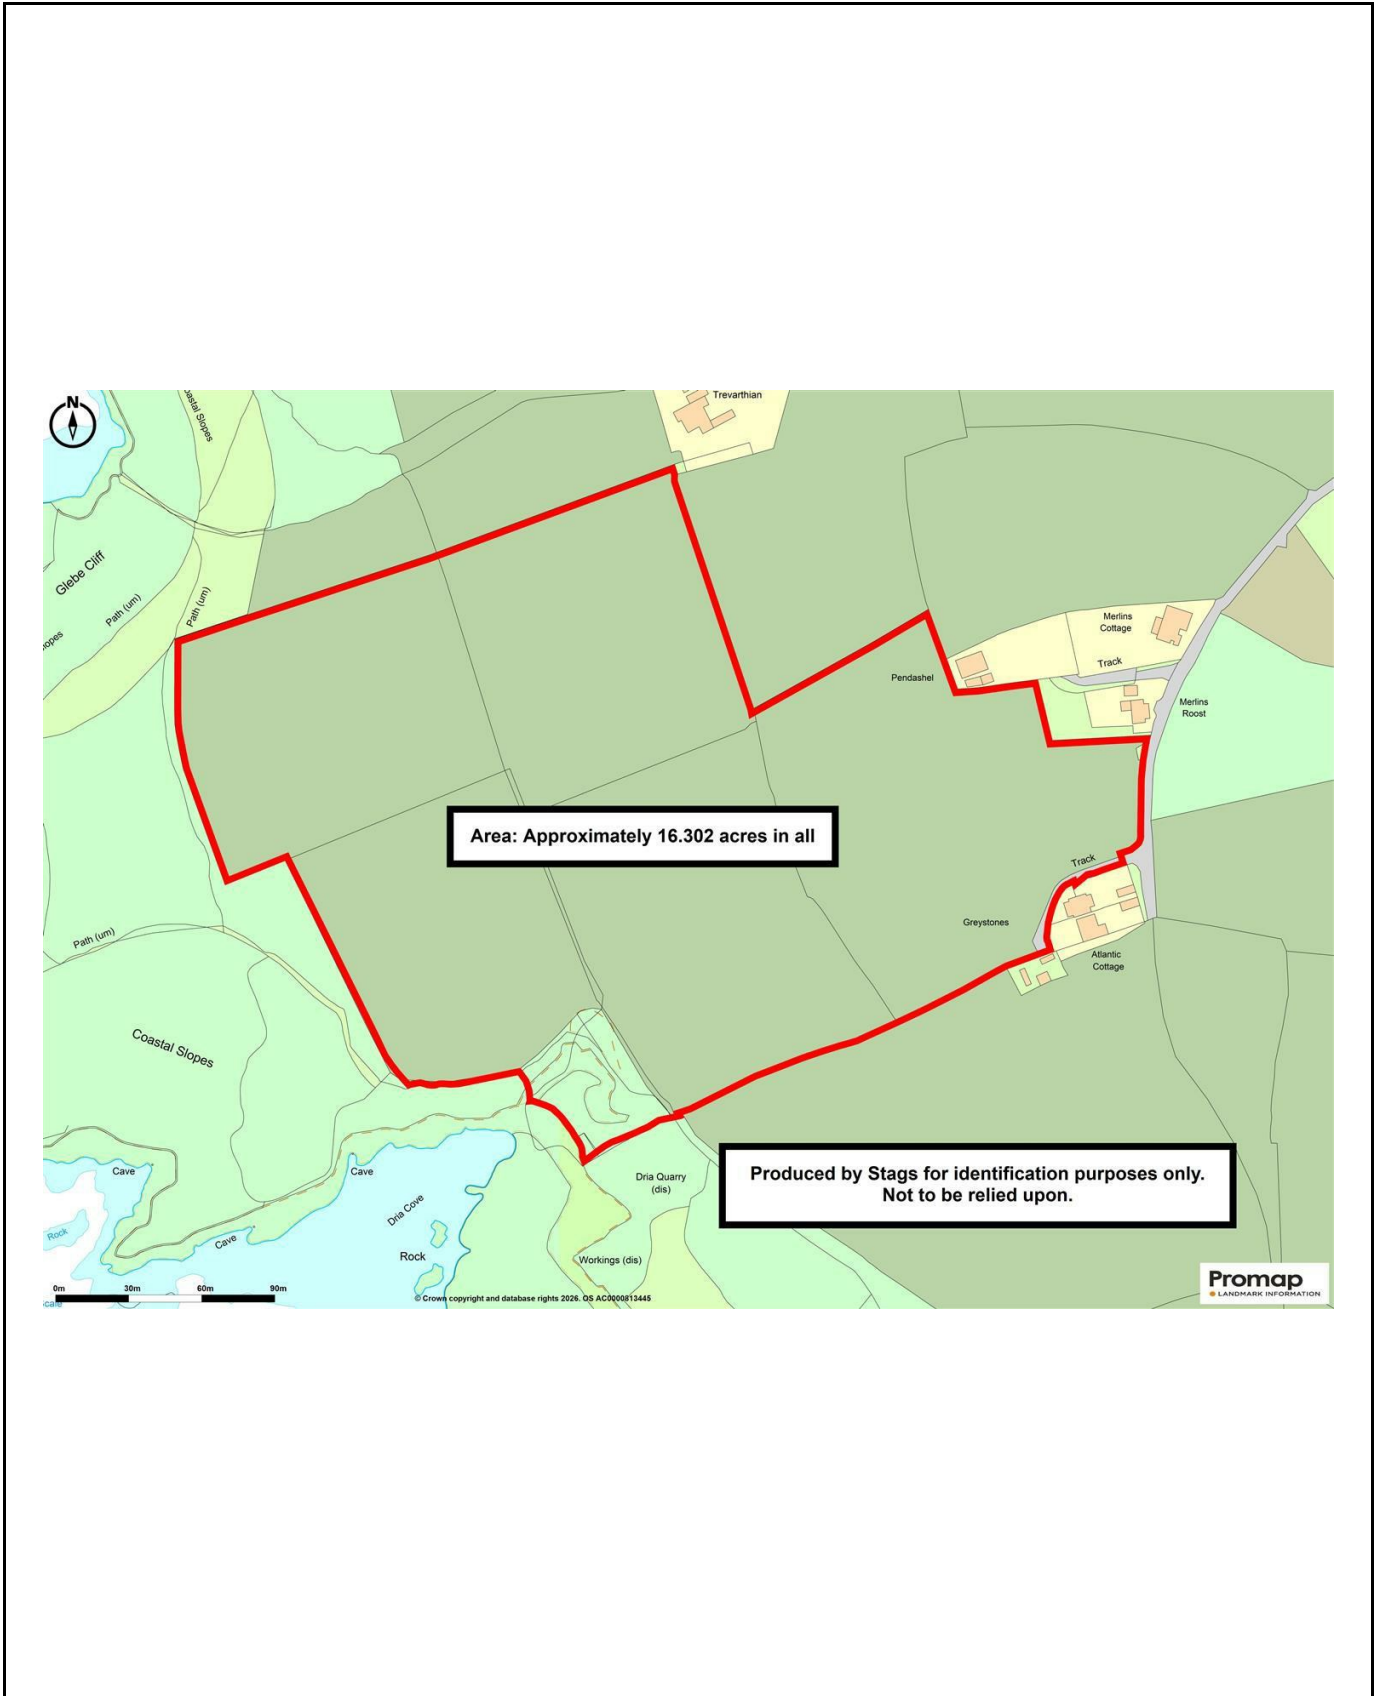 N
Trevarthian
oastal Slopes
Glebe Cliff
Path (um)
Path (um)
opes
Merlins
Cottage
Track
Pendashel
Merlins
Roost
Area: Approximately 16.302 acres in all
Track
Greystones
Atlantic
Cottage
Path (um)
Coastal Slopes
Cave
Cave
Dria Cove
Cave
Rock
Rock
Dria Quarry
(dis)
Workings (dis)
Produced by Stags for identification purposes only.
Not to be relied upon.
0m 30m 60m 90m
© Crown copyright and database rights 2026. OS AC0000813445
Promap
LANDMARK INFORMATION